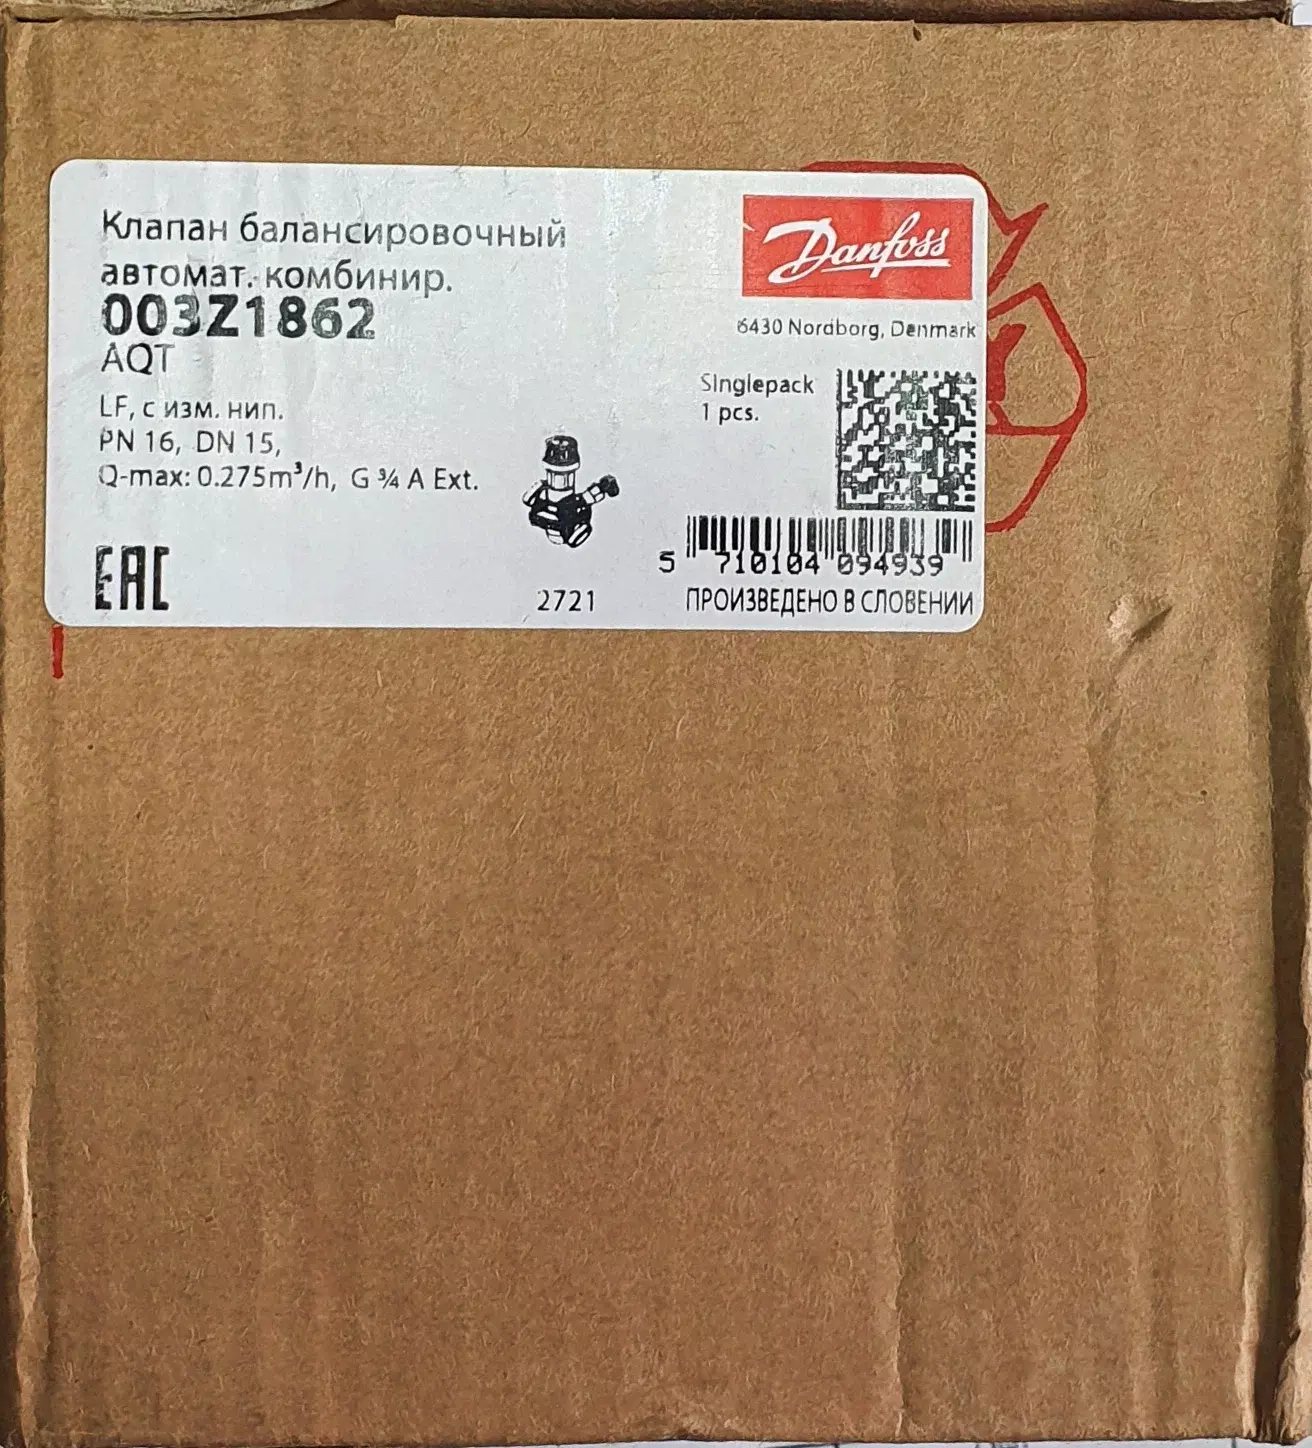 Клапан балансировочный
автомат. комбинир.
003Z1862
AQT
LF, с изм. нип.
PN 16, DN 15,
Q-max: 0.275m³/h, G ¾ A Ext.
EAC
2721
Danfoss
6430 Nordborg, Denmark
Singlepack
1 pcs.
5 710104 094939
ПРОИЗВЕДЕНО В СЛОВЕНИИ